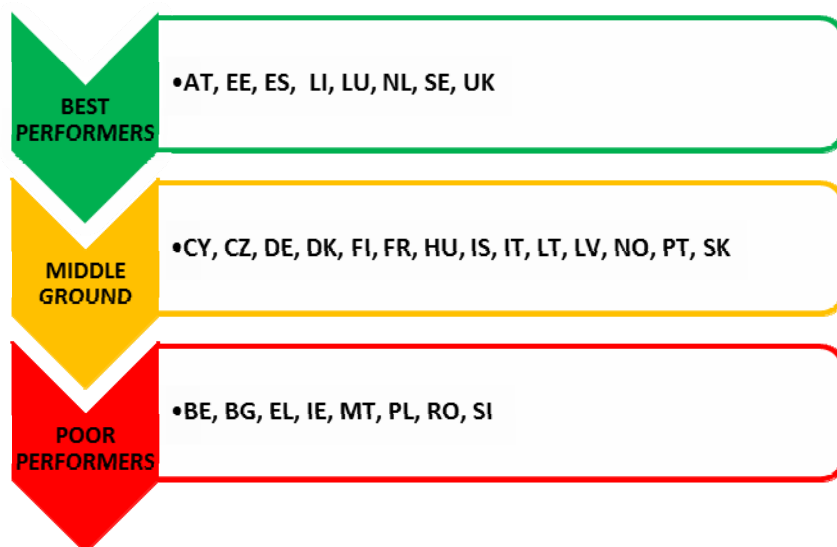 BEST
PERFORMERS
•AT, EE, ES, LI, LU, NL, SE, UK
MIDDLE
GROUND
•CY, CZ, DE, DK, FI, FR, HU, IS, IT, LT, LV, NO, PT, SK
POOR
PERFORMERS
•BE, BG, EL, IE, MT, PL, RO, SI